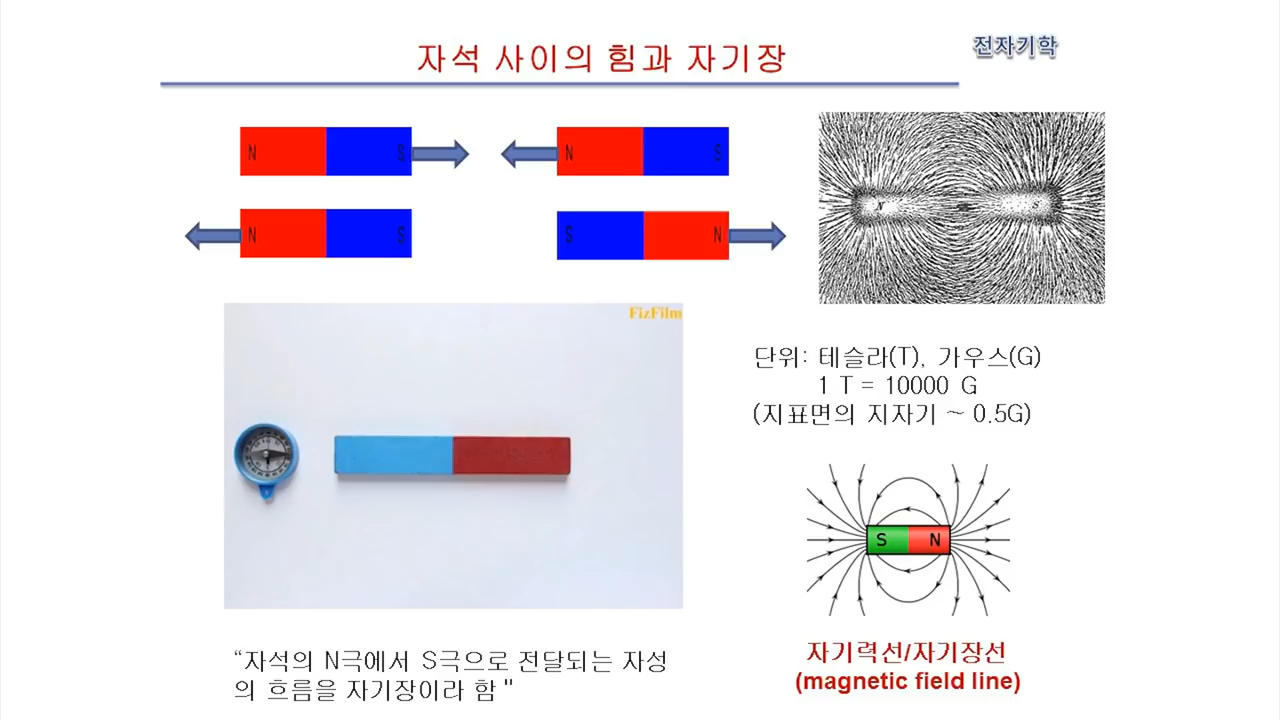 자석 사이의 힘과 자기장
전자기학
N S
N S
N S
S N
N S
FizFilm
단위: 테슬라(T), 가우스(G)
1 T = 10000 G
(지표면의 지자기 ~ 0.5G)
S N
"자석의 N극에서 S극으로 전달되는 자성
의 흐름을 자기장이라 함"
자기력선/자기장선
(magnetic field line)